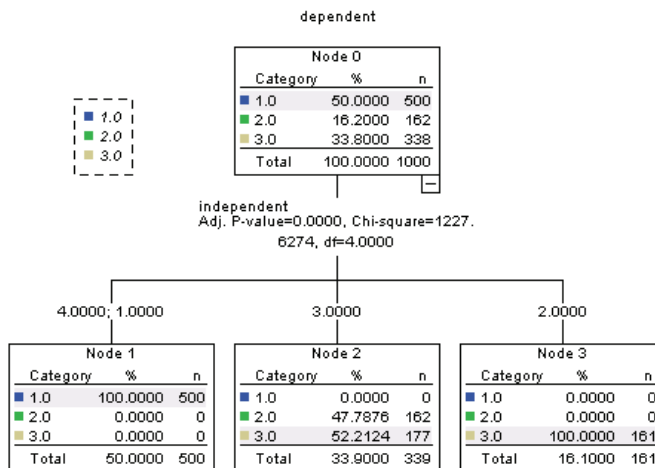 dependent
Node 0
Category % n
1.0 50.0000 500
2.0 16.2000 162
3.0 33.8000 338
Total 100.0000 1000
1.0
2.0
3.0
independent
Adj. P-value=0.0000, Chi-square=1227.
6274, df=4.0000
4.0000; 1.0000
3.0000
2.0000
Node 1
Category % n
1.0 100.0000 500
2.0 0.0000 0
3.0 0.0000 0
Total 50.0000 500
Node 2
Category % n
1.0 0.0000 0
2.0 47.7876 162
3.0 52.2124 177
Total 33.9000 339
Node 3
Category % n
1.0 0.0000 0
2.0 0.0000 0
3.0 100.0000 161
Total 16.1000 161